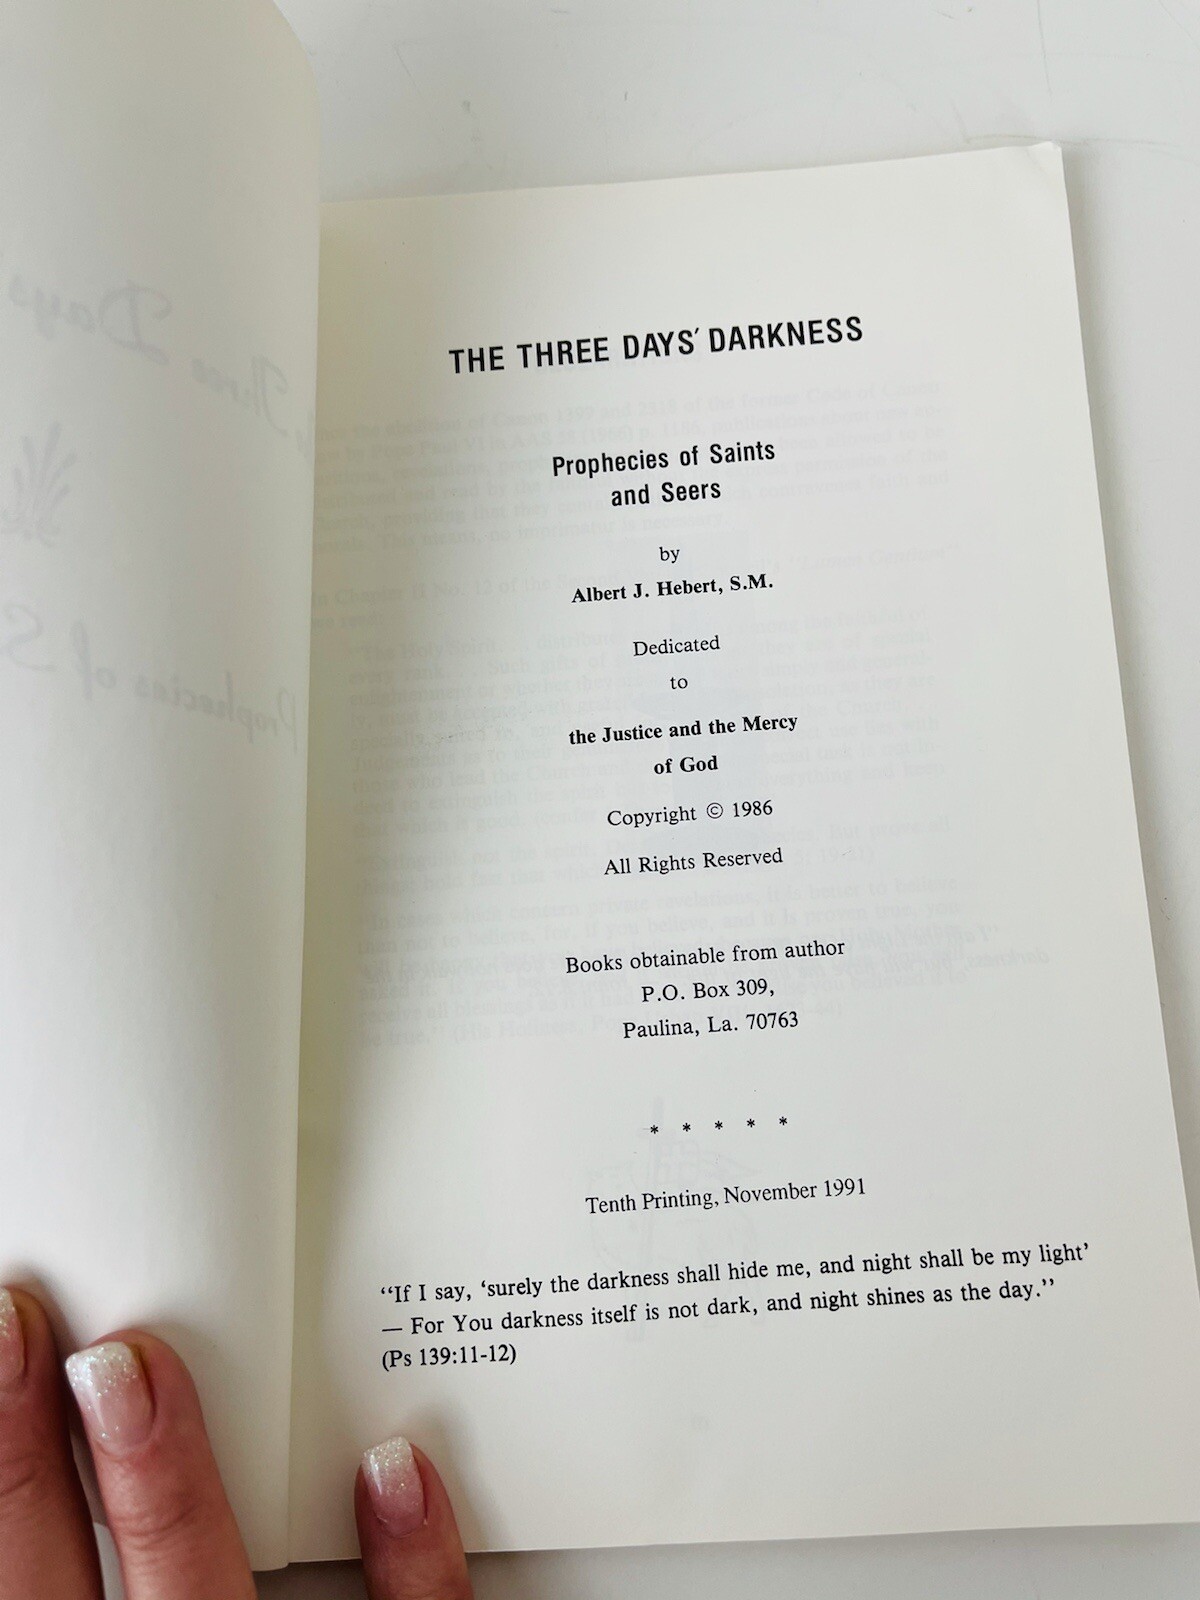 THE THREE DAYS' DARKNESS
Prophecies of Saints
and Seers
by
Albert J. Hebert, S.M.
Dedicated
to
the Justice and the Mercy
of God
Copyright © 1986
All Rights Reserved
Books obtainable from author
P.O. Box 309,
Paulina, La. 70763
* * * * *
Tenth Printing, November 1991
“If I say, ‘surely the darkness shall hide me, and night shall be my light’
— For You darkness itself is not dark, and night shines as the day.”
(Ps 139:11-12)